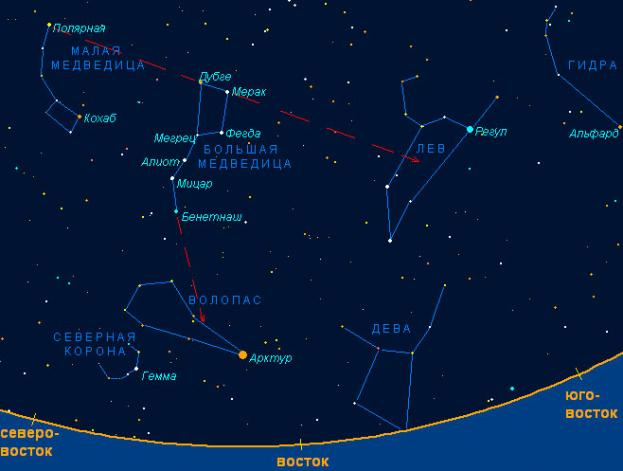 Полярная
МАЛАЯ
МЕДВЕДИЦА
ГИДРА
Дубге
Мерак
Кохаб
Мегрец
Фегда
Регул
Альфард
БОЛЬШАЯ
МЕДВЕДИЦА
ЛЕВ
Алиот
Мицар
Бенетнаш
ВОЛОПАС
ДЕВА
СЕВЕРНАЯ
КОРОНА
Арктур
Гемма
северо-
восток
восток
юго-
восток